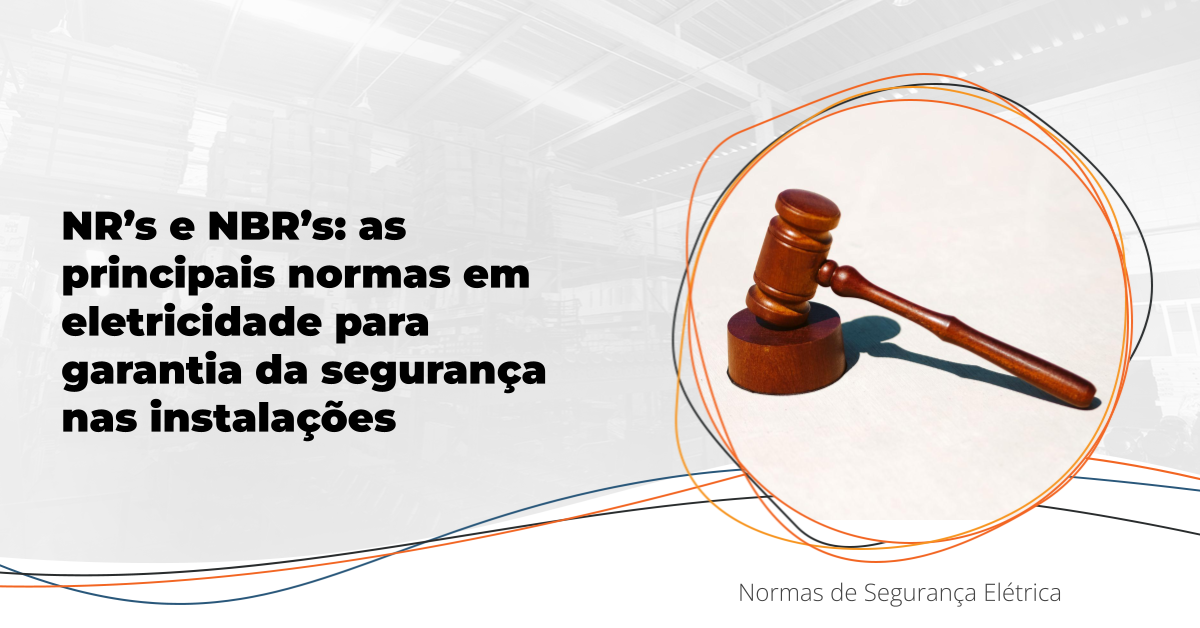 NR’s e NBR’s: as
principais normas em
eletricidade para
garantia da segurança
nas instalações
Normas de Segurança Elétrica